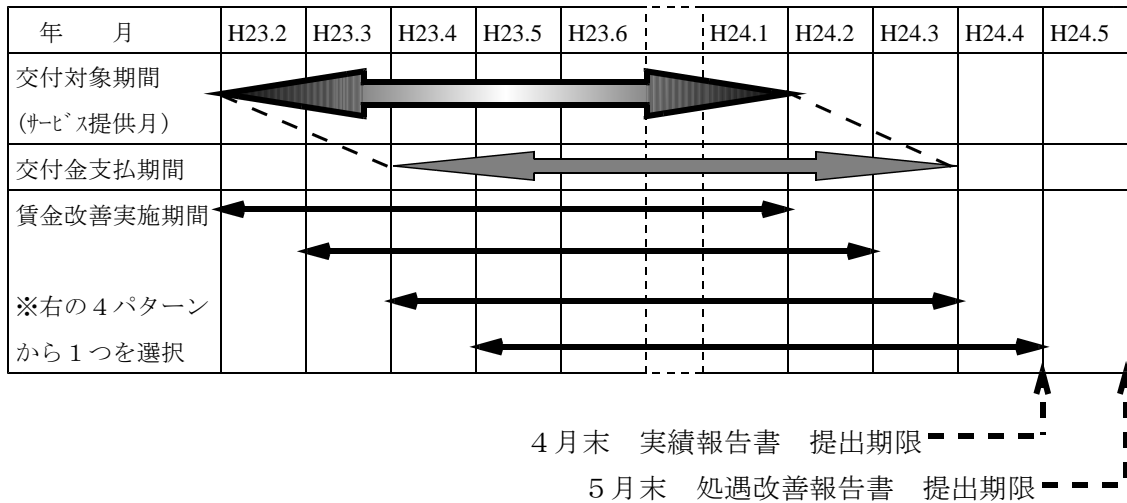 年　　月 H23.2 H23.3 H23.4 H23.5 H23.6 H24.1 H24.2 H24.3 H24.4 H24.5
交付対象期間
(ｻｰﾋﾞｽ提供月)
交付金支払期間
賃金改善実施期間
※右の４パターン
から１つを選択
４月末　実績報告書　提出期限
５月末　処遇改善報告書　提出期限